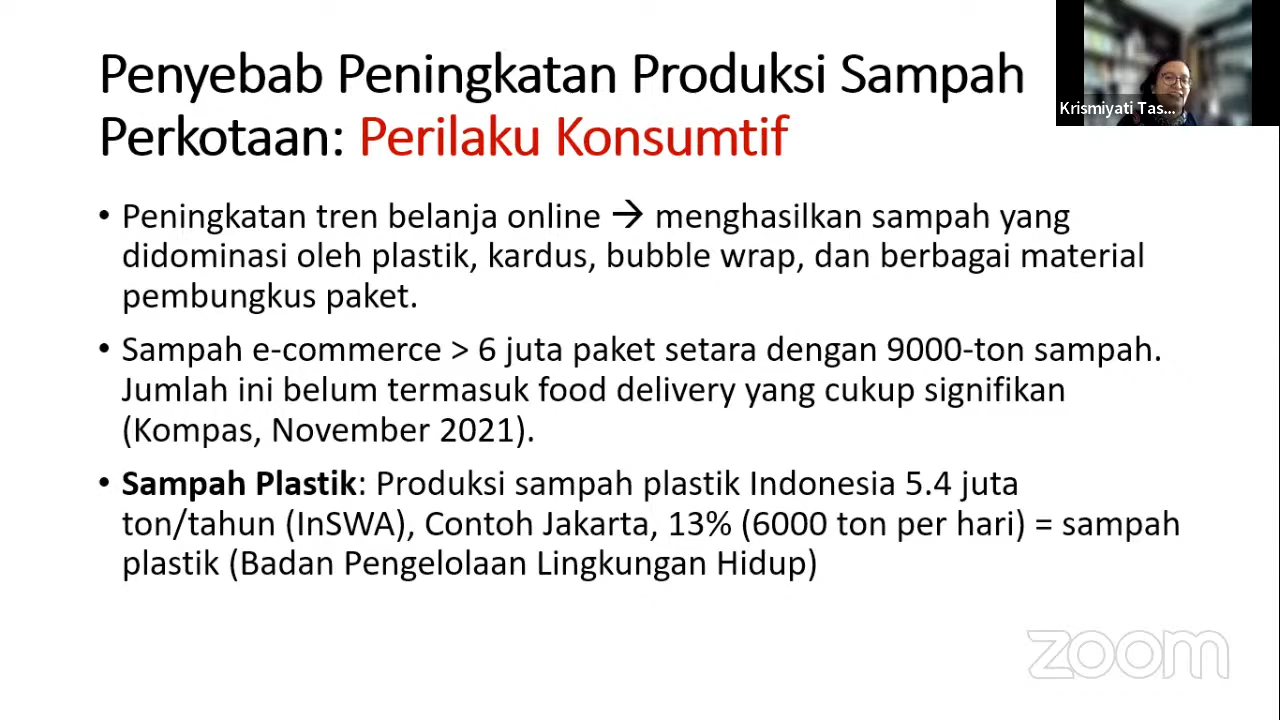 Penyebab Peningkatan Produksi Sampah
Perkotaan: Perilaku Konsumtif
Krismiyati Tas...
• Peningkatan tren belanja online → menghasilkan sampah yang
didominasi oleh plastik, kardus, bubble wrap, dan berbagai material
pembungkus paket.
• Sampah e-commerce > 6 juta paket setara dengan 9000-ton sampah.
Jumlah ini belum termasuk food delivery yang cukup signifikan
(Kompas, November 2021).
• Sampah Plastik: Produksi sampah plastik Indonesia 5.4 juta
ton/tahun (InSWA), Contoh Jakarta, 13% (6000 ton per hari) = sampah
plastik (Badan Pengelolaan Lingkungan Hidup)
zoom